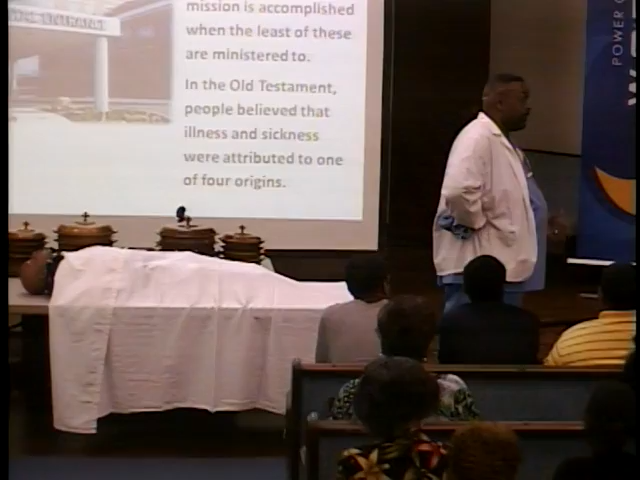 mission is accomplished
when the least of these
are ministered to.
In the Old Testament,
people believed that
illness and sickness
were attributed to one
of four origins.
POWER